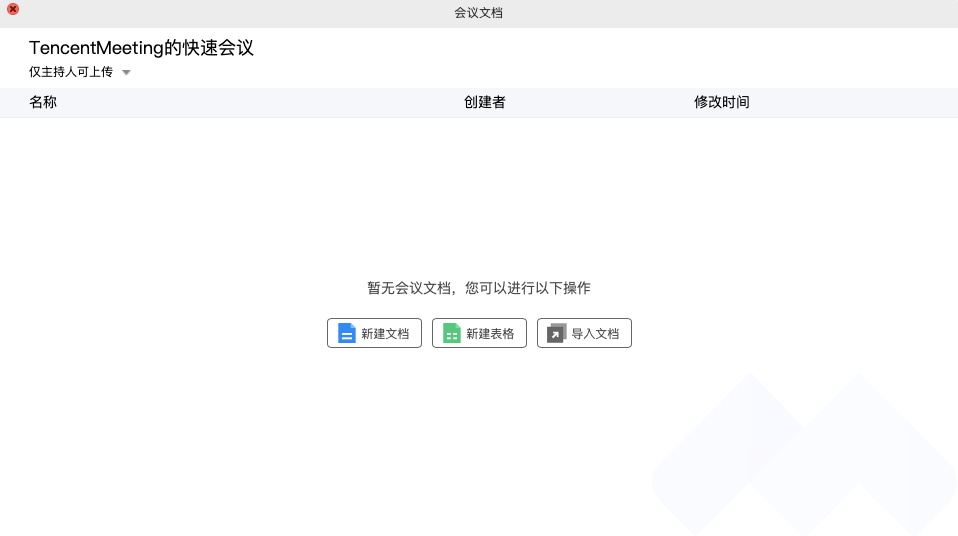 会议文档
TencentMeeting的快速会议
仅主持人可上传
名称 创建者 修改时间
暂无会议文档，您可以进行以下操作
新建文档 新建表格 导入文档